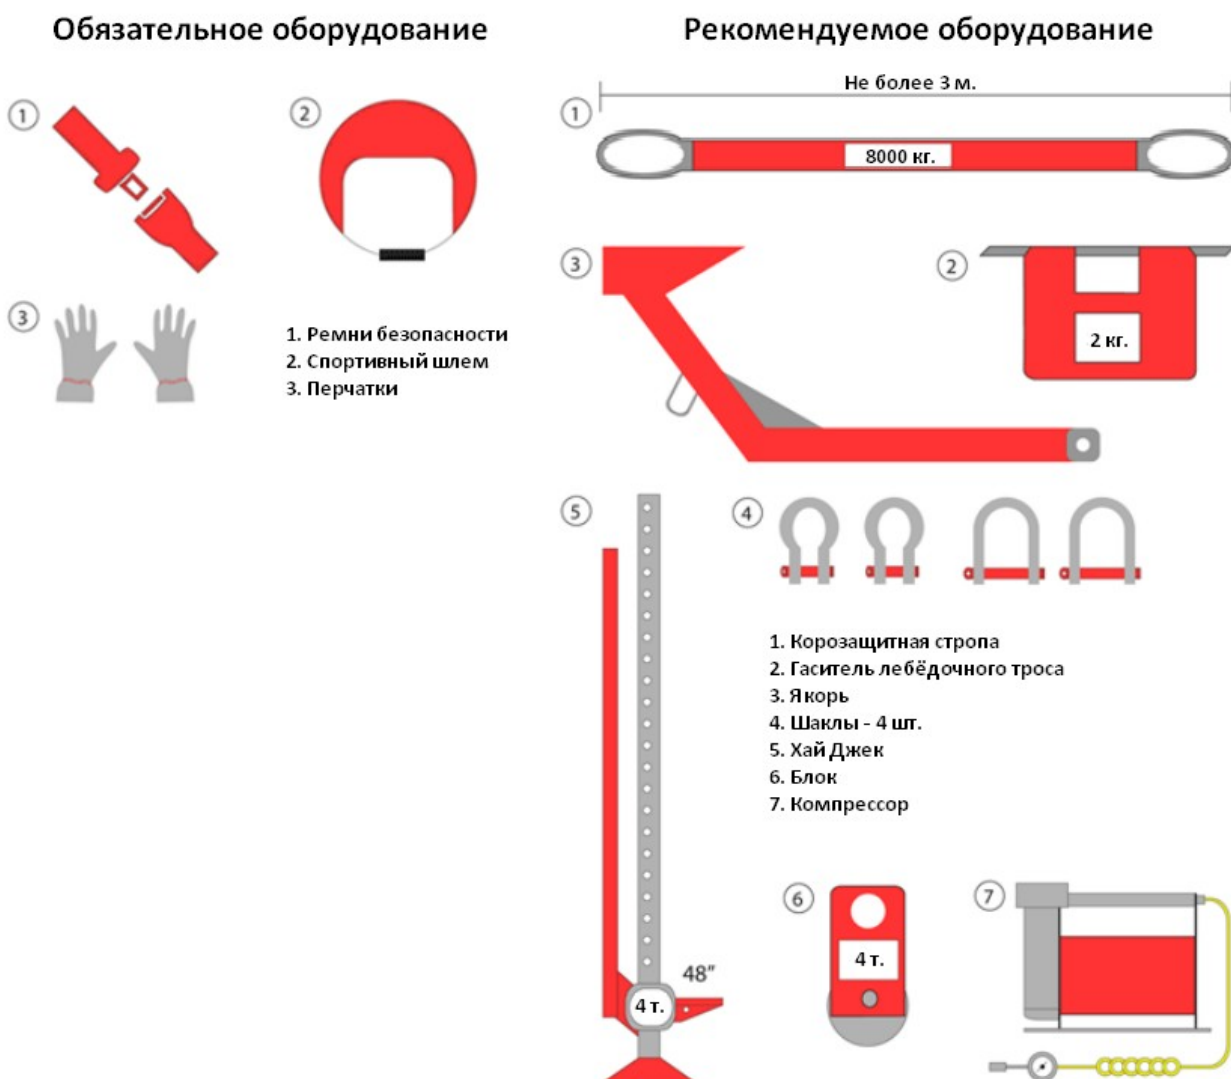 Обязательное оборудование
1
2
3
1. Ремни безопасности
2. Спортивный шлем
3. Перчатки
Рекомендуемое оборудование
Не более 3 м.
1
8000 кг.
3
2
2 кг.
5
4
1. Корозащитная стропа
2. Гаситель лебёдочного троса
3. Якорь
4. Шаклы - 4 шт.
5. Хай Джек
6. Блок
7. Компрессор
48"
4 т.
6
4 т.
7